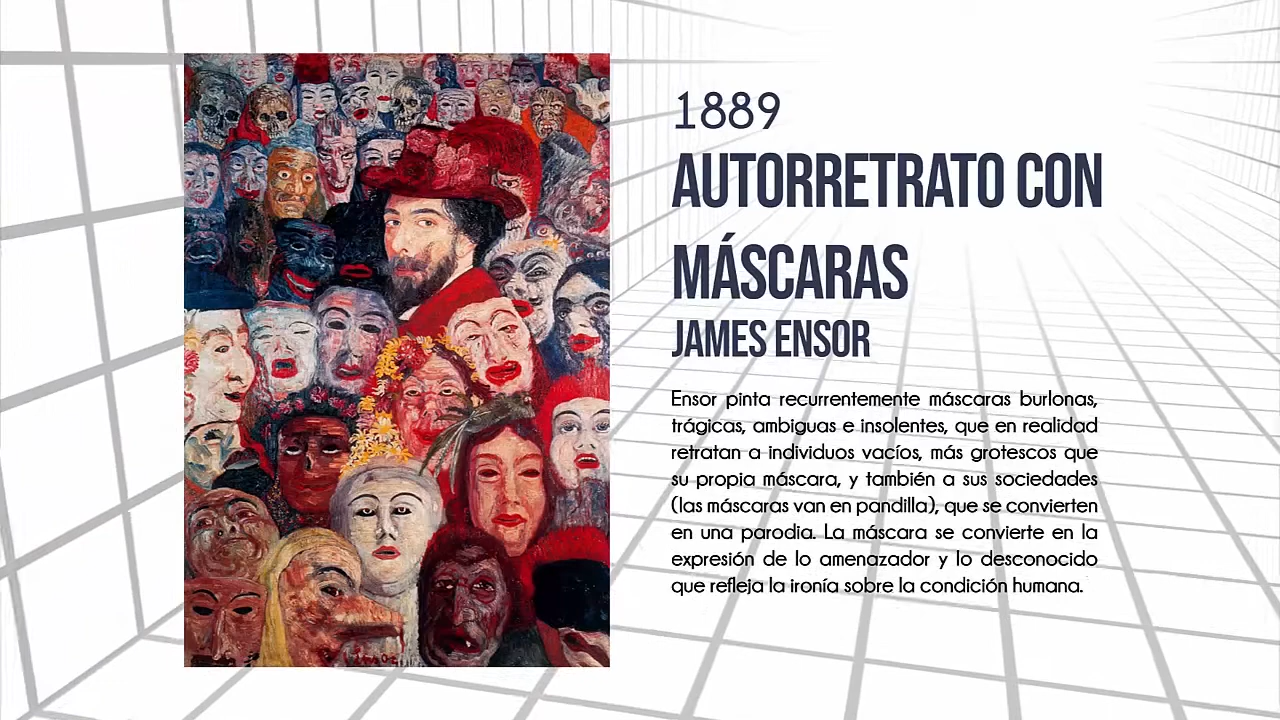 1889
AUTORRETRATO CON
MÁSCARAS
JAMES ENSOR
Ensor pinta recurrentemente máscaras burlonas,
trágicas, ambiguas e insolentes, que en realidad
retratan a individuos vacíos, más grotescos que
su propia máscara, y también a sus sociedades
(las máscaras van en pandilla), que se convierten
en una parodia. La máscara se convierte en la
expresión de lo amenazador y lo desconocido
que refleja la ironía sobre la condición humana.